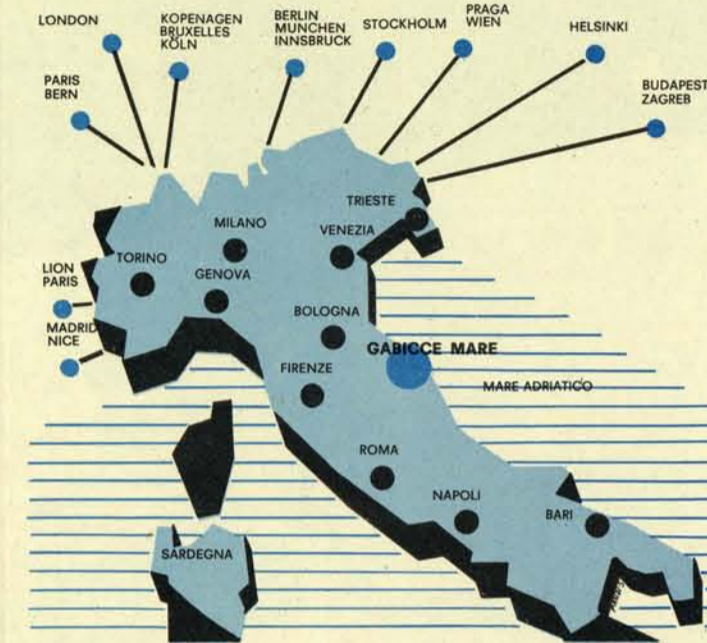 LONDON
KOPENAGEN
BRUXELLES
KÖLN
BERLIN
MUNCHEN
INNSBRUCK
STOCKHOLM
PRAGA
WIEN
HELSINKI
PARIS
BERN
BUDAPEST
ZAGREB
TRIESTE
MILANO
VENEZIA
TORINO
GENOVA
LION
PARIS
BOLOGNA
MADRID
NICE
GABICCE MARE
FIRENZE
MARE ADRIATICO
ROMA
NAPOLI
BARI
SARDEGNA